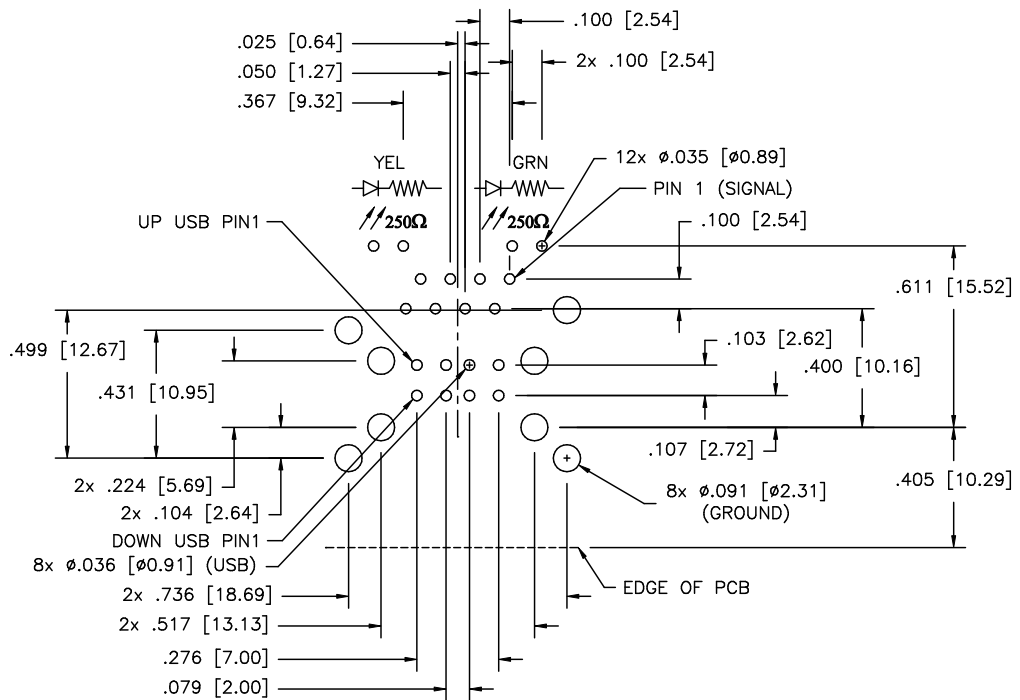 .100 [2.54]
.025 [0.64]
2x .100 [2.54]
.050 [1.27]
.367 [9.32]
YEL
GRN
12x ø.035 [ø0.89]
PIN 1 (SIGNAL)
UP USB PIN1
250Ω
250Ω
.100 [2.54]
.611 [15.52]
.499 [12.67]
.103 [2.62]
.400 [10.16]
.431 [10.95]
.107 [2.72]
.405 [10.29]
2x .224 [5.69]
8x ø.091 [ø2.31]
(GROUND)
2x .104 [2.64]
DOWN USB PIN1
8x ø.036 [ø0.91] (USB)
EDGE OF PCB
2x .736 [18.69]
2x .517 [13.13]
.276 [7.00]
.079 [2.00]